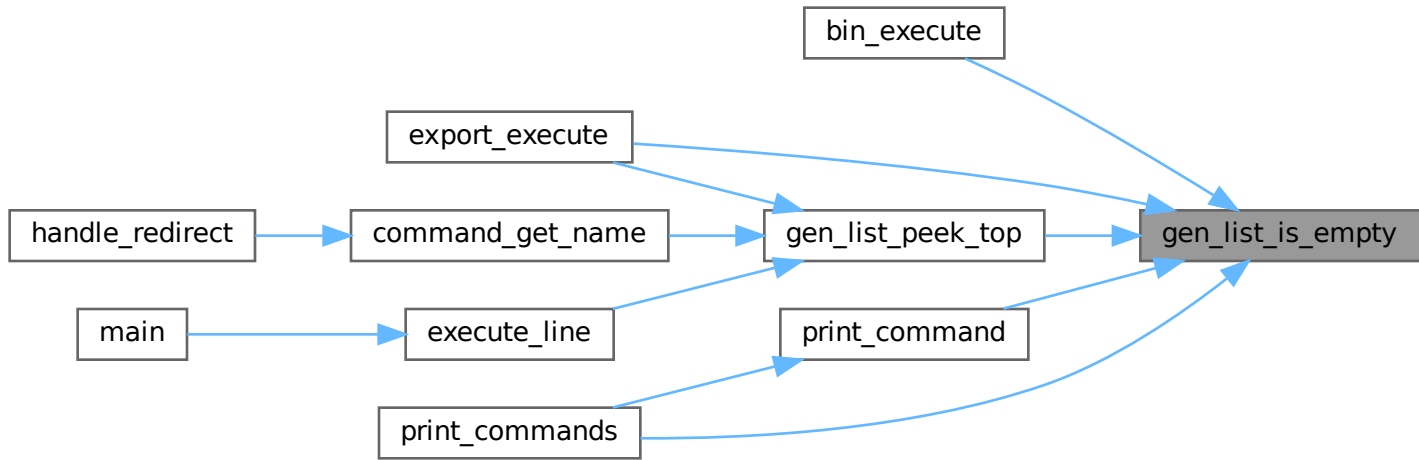 bin_execute
export_execute
handle_redirect
command_get_name
gen_list_peek_top
gen_list_is_empty
main
execute_line
print_command
print_commands